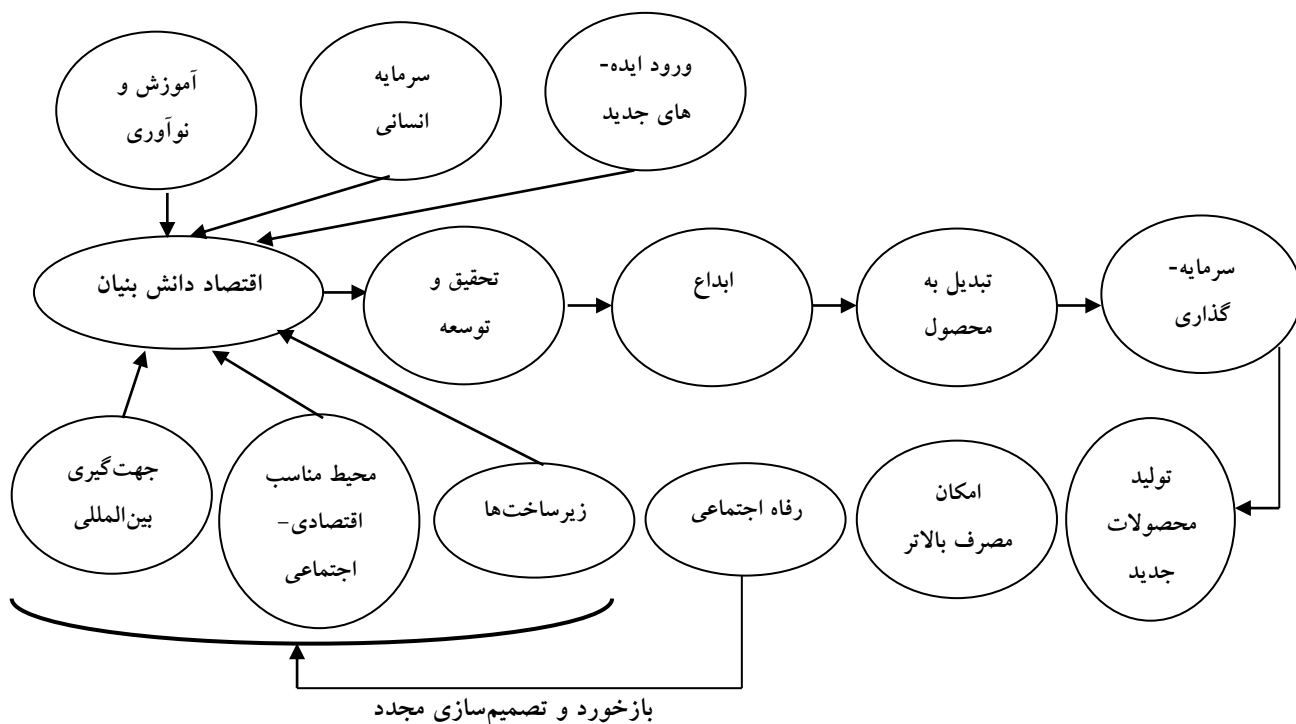 آموزش و
نوآوری
سرمایه
انسانی
ورود ایده-
های جدید
اقتصاد دانش بنیان
تحقیق و
توسعه
ابداع
تبدیل به
محصول
سرمایه-
گذاری
جهت‌گیری
بین‌المللی
محیط مناسب
اقتصادی-
اجتماعی
زیرساخت‌ها
رفاه اجتماعی
امکان
مصرف بالاتر
تولید
محصولات
جدید
بازخورد و تصمیم‌سازی مجدد